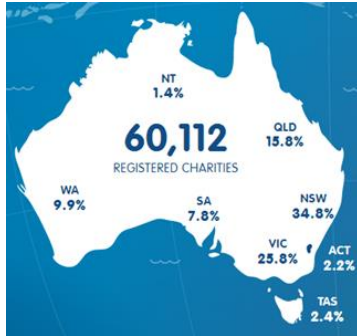 NT
1.4%
60,112
REGISTERED CHARITIES
QLD
15.8%
WA
9.9%
SA
7.8%
NSW
34.8%
VIC
25.8%
ACT
2.2%
TAS
2.4%